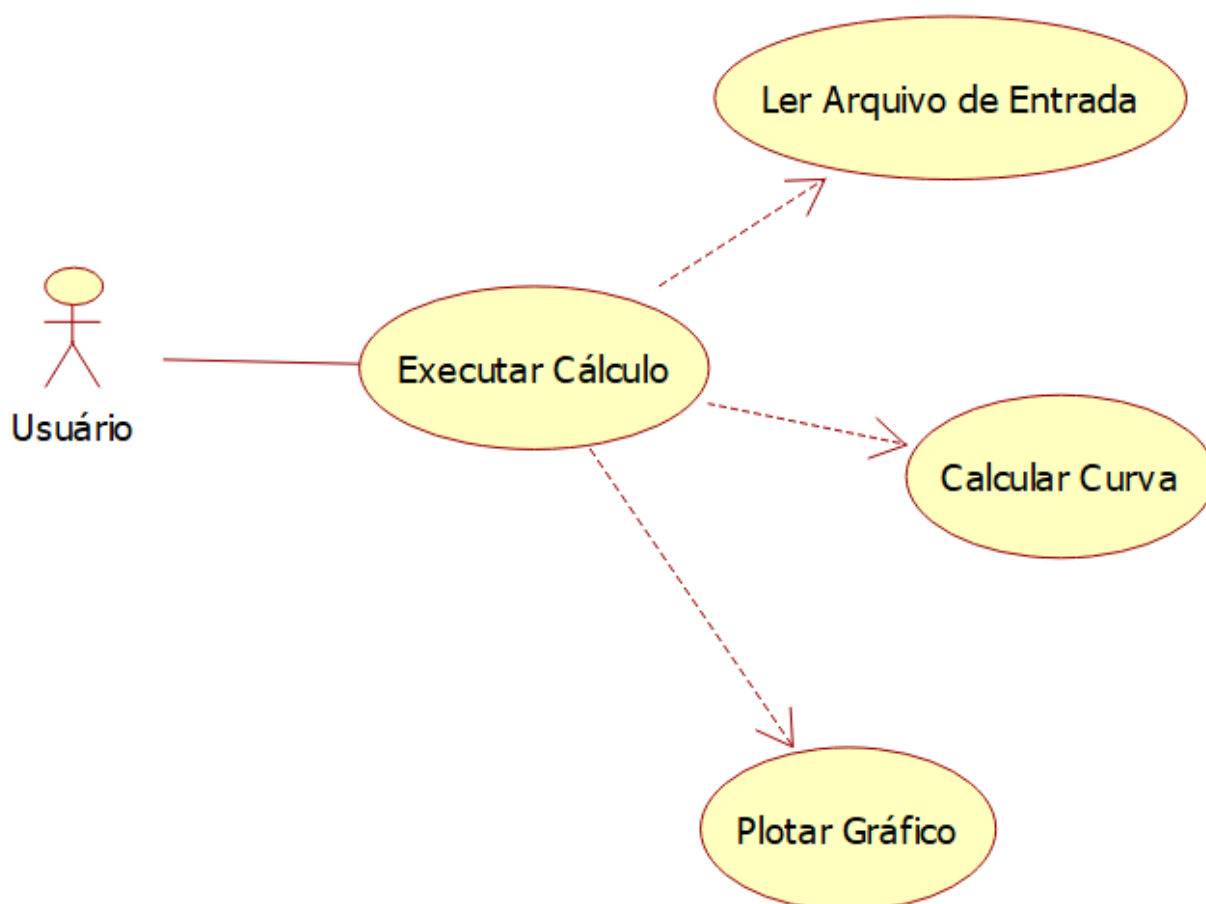 Ler Arquivo de Entrada
Executar Cálculo
Usuário
Calcular Curva
Plotar Gráfico